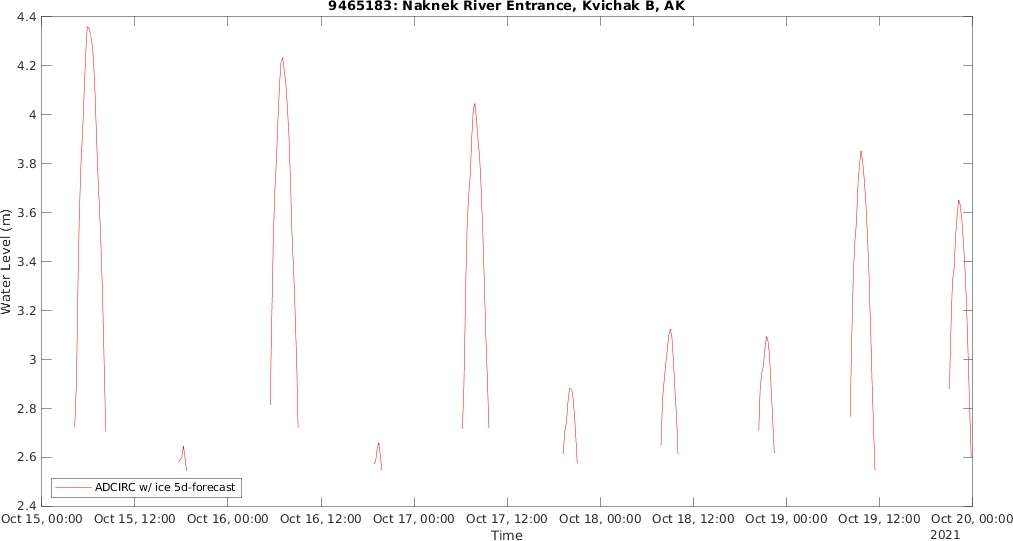 9465183: Naknek River Entrance, Kvichak B, AK
4.4
4.2
4
3.8
3.6
3.4
3.2
3
2.8
2.6
2.4
Water Level (m)
ADCIRC w/ ice 5d-forecast
Oct 15, 00:00 Oct 15, 12:00 Oct 16, 00:00 Oct 16, 12:00 Oct 17, 00:00 Oct 17, 12:00 Oct 18, 00:00 Oct 18, 12:00 Oct 19, 00:00 Oct 19, 12:00 Oct 20, 00:00
Time
2021